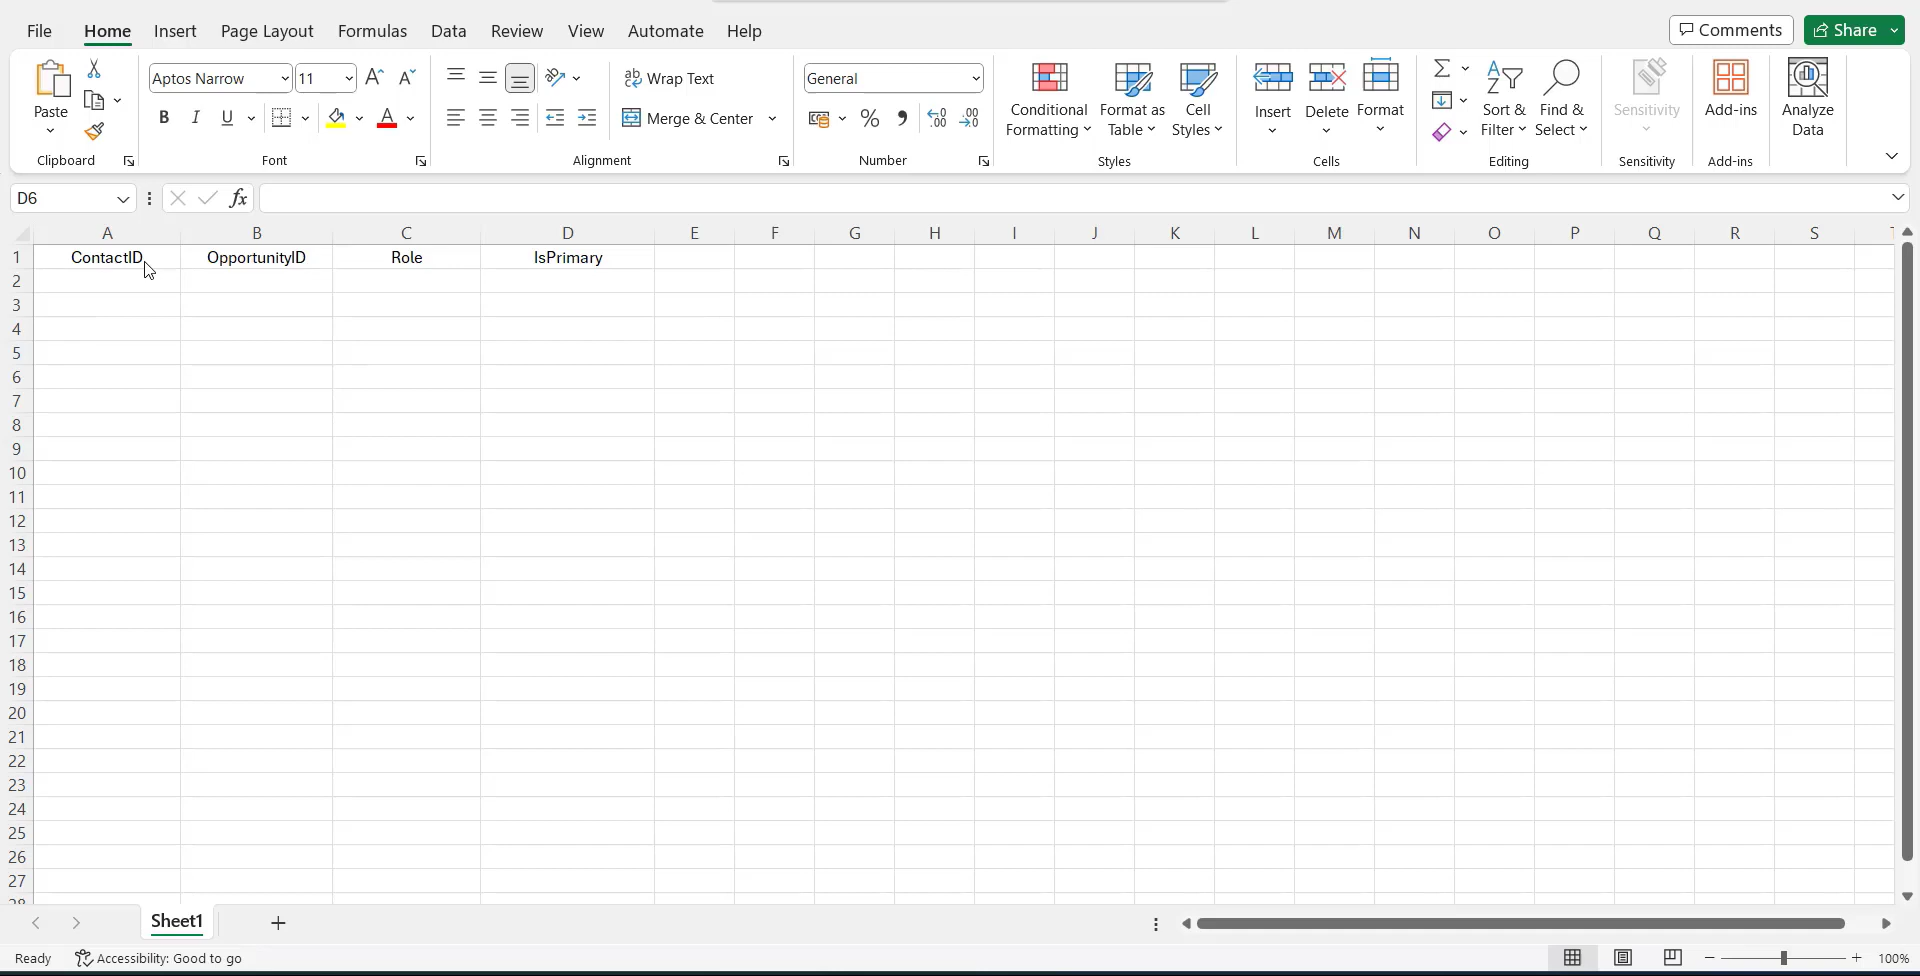 File Home Insert Page Layout Formulas Data Review View Automate Help Comments Share
Aptos Narrow 11 A A ab Wrap Text General
Paste Conditional Formatting Format as Table Cell Styles Insert Delete Format Sort & Filter Find & Select Sensitivity Add-ins Analyze Data
B I U A Merge & Center % .00 .00
Clipboard Font Alignment Number Styles Cells Editing Sensitivity Add-ins
D6 fx
A B C D E F G H I J K L M N O P Q R S
1 ContactID OpportunityID Role IsPrimary
2
3
4
5
6
7
8
9
10
11
12
13
14
15
16
17
18
19
20
21
22
23
24
25
26
27
Sheet1
Ready Accessibility: Good to go 100%